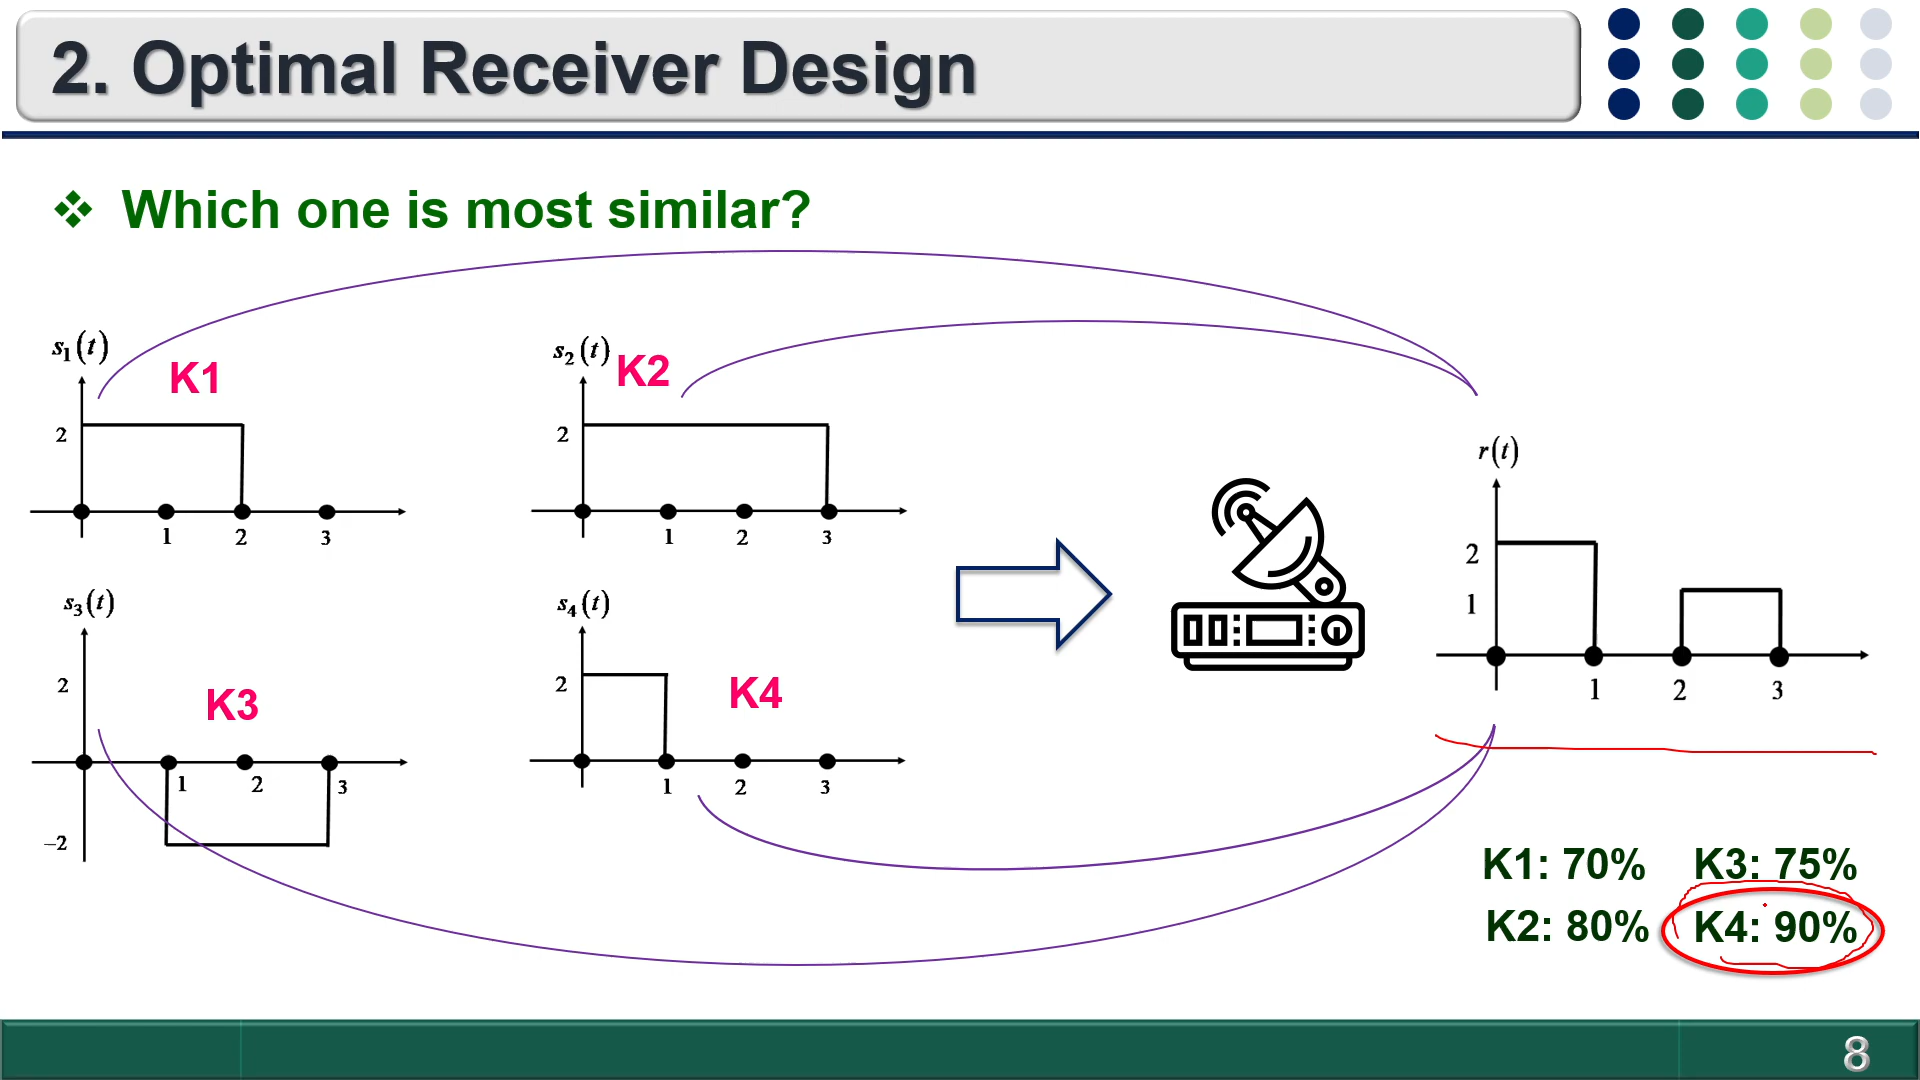 2. Optimal Receiver Design
❖ Which one is most similar?
s₁(t)
K1
2
1 2 3
s₂(t)
K2
2
1 2 3
s₃(t)
K3
2
1 2 3
–2
s₄(t)
K4
2
1 2 3
r(t)
2
1
1 2 3
K1: 70% K3: 75%
K2: 80% K4: 90%
8